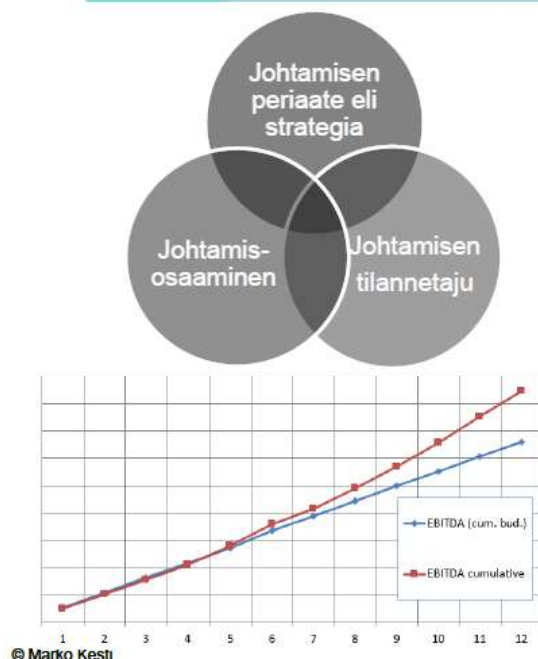 Johtamisen
periaate eli
strategia
Johtamis-
osaaminen
Johtamisen
tilannetaju
EBITDA (cum. bud.)
EBITDA cumulative
1 2 3 4 5 6 7 8 9 10 11 12
© Marko Kesti